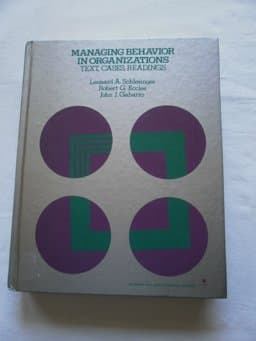 MANAGING BEHAVIOR
IN ORGANIZATIONS
TEXT, CASES, READINGS
Leonard A. Schlesinger
Robert G. Eccles
John J. Gabarro